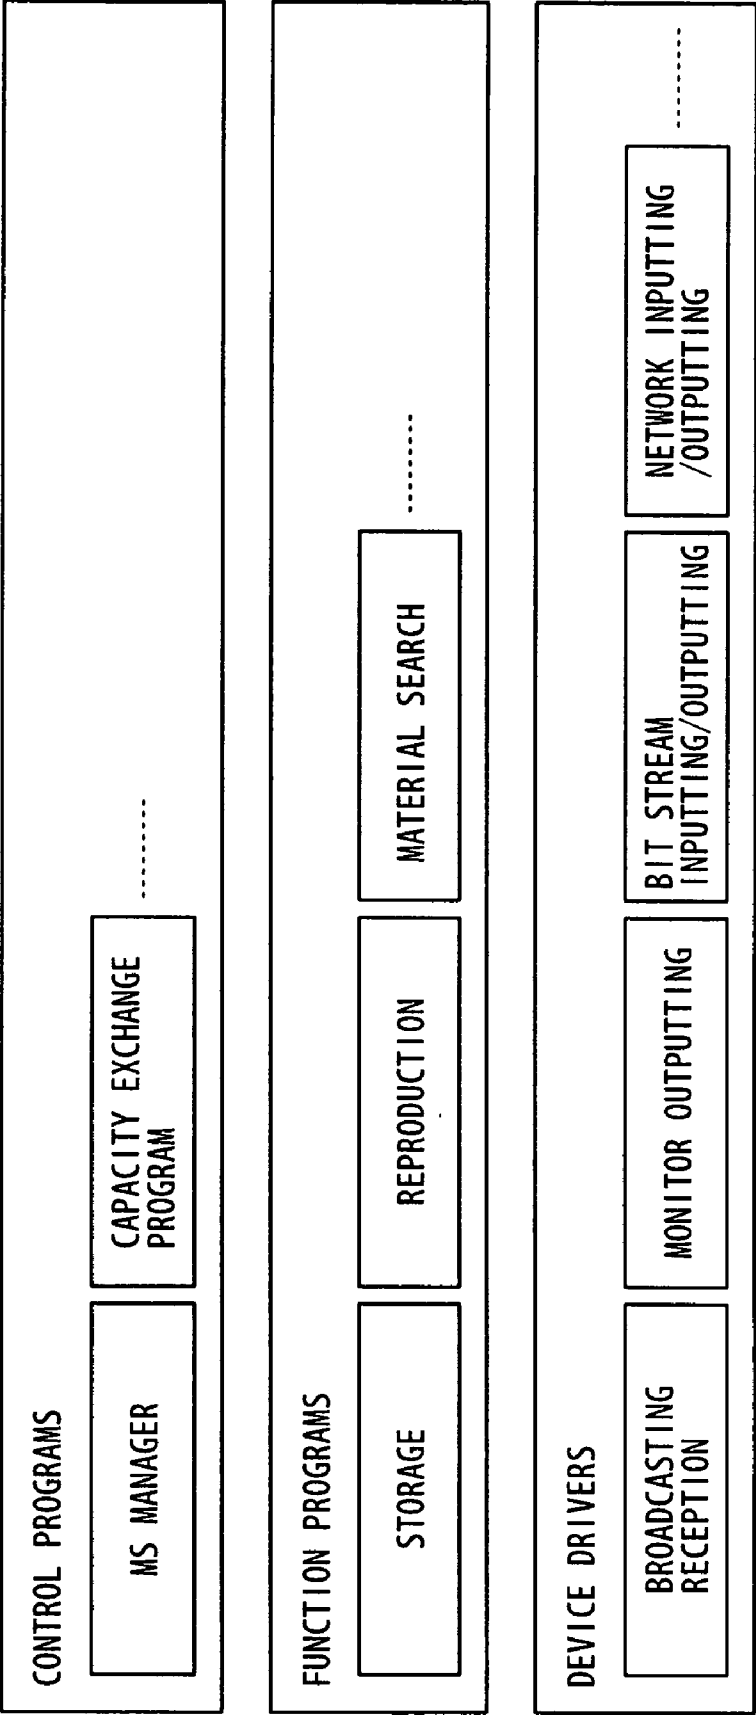 CONTROL PROGRAMS
MS MANAGER
CAPACITY EXCHANGE
PROGRAM
FUNCTION PROGRAMS
STORAGE
REPRODUCTION
MATERIAL SEARCH
DEVICE DRIVERS
BROADCASTING
RECEPTION
MONITOR OUTPUTTING
BIT STREAM
INPUTTING/OUTPUTTING
NETWORK INPUTTING
/OUTPUTTING